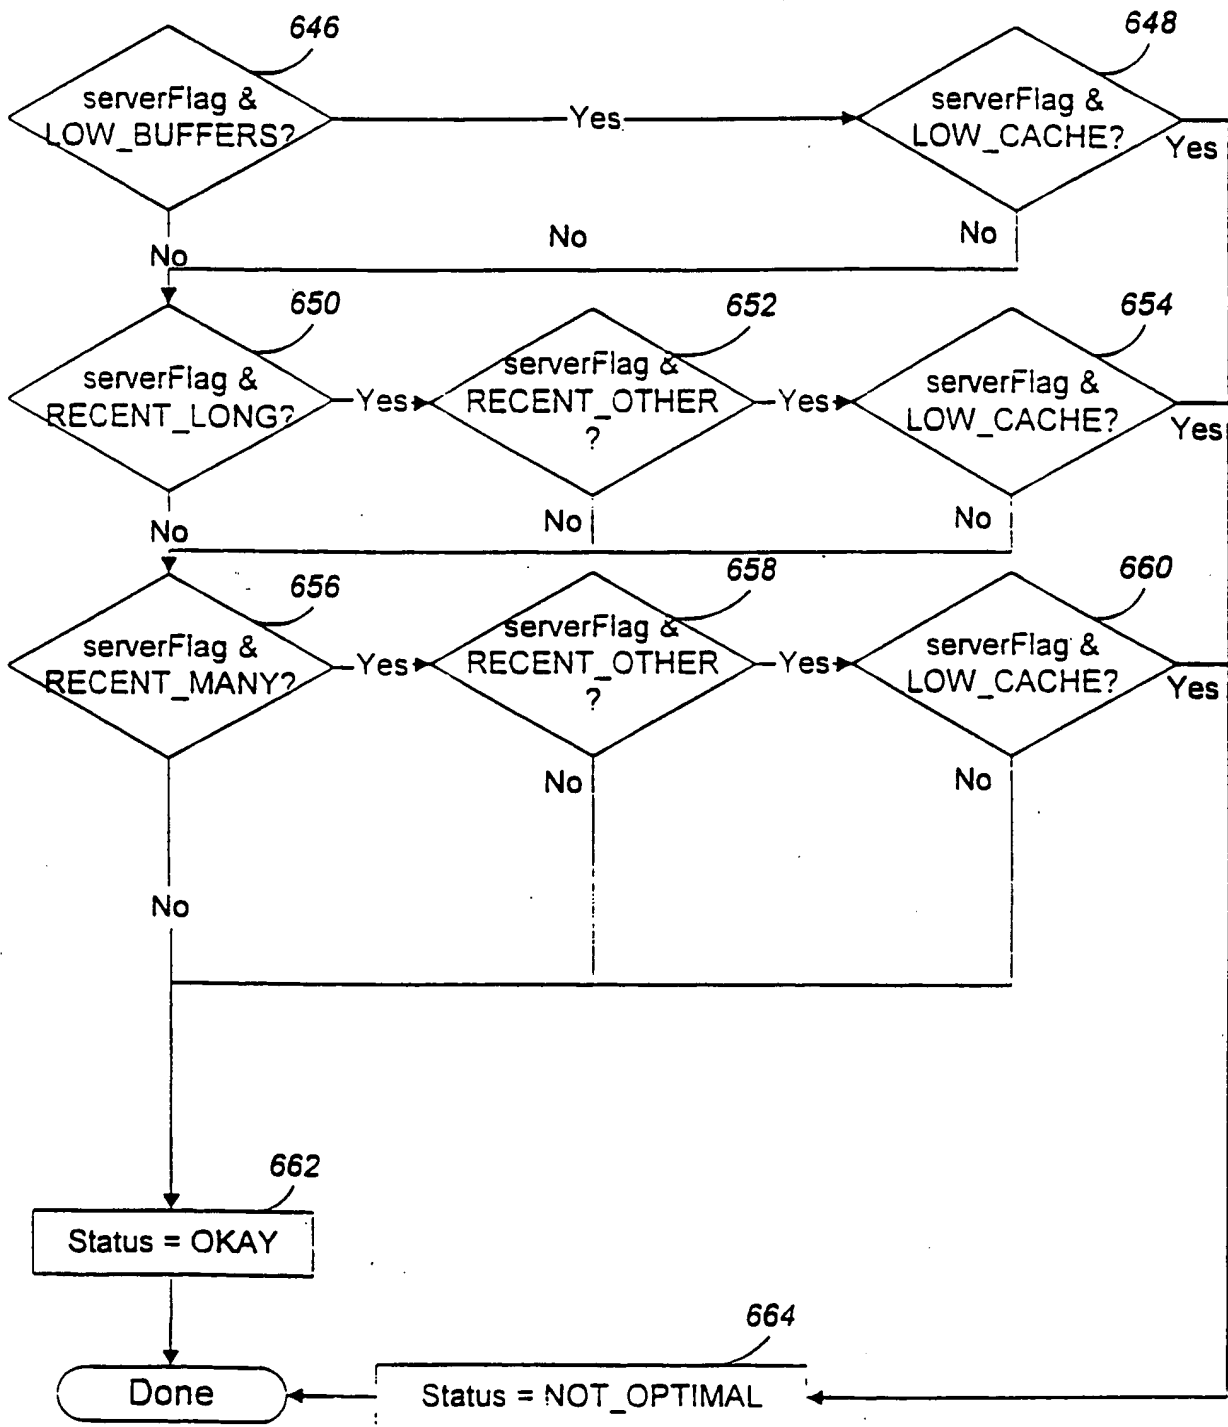 646
648
serverFlag &
LOW_BUFFERS?
Yes
serverFlag &
LOW_CACHE?
Yes
No
No
No
650
652
654
serverFlag &
RECENT_LONG?
Yes
serverFlag &
RECENT_OTHER
?
Yes
serverFlag &
LOW_CACHE?
Yes
No
No
No
656
658
660
serverFlag &
RECENT_MANY?
Yes
serverFlag &
RECENT_OTHER
?
Yes
serverFlag &
LOW_CACHE?
Yes
No
No
No
662
Status = OKAY
664
Done
Status = NOT_OPTIMAL